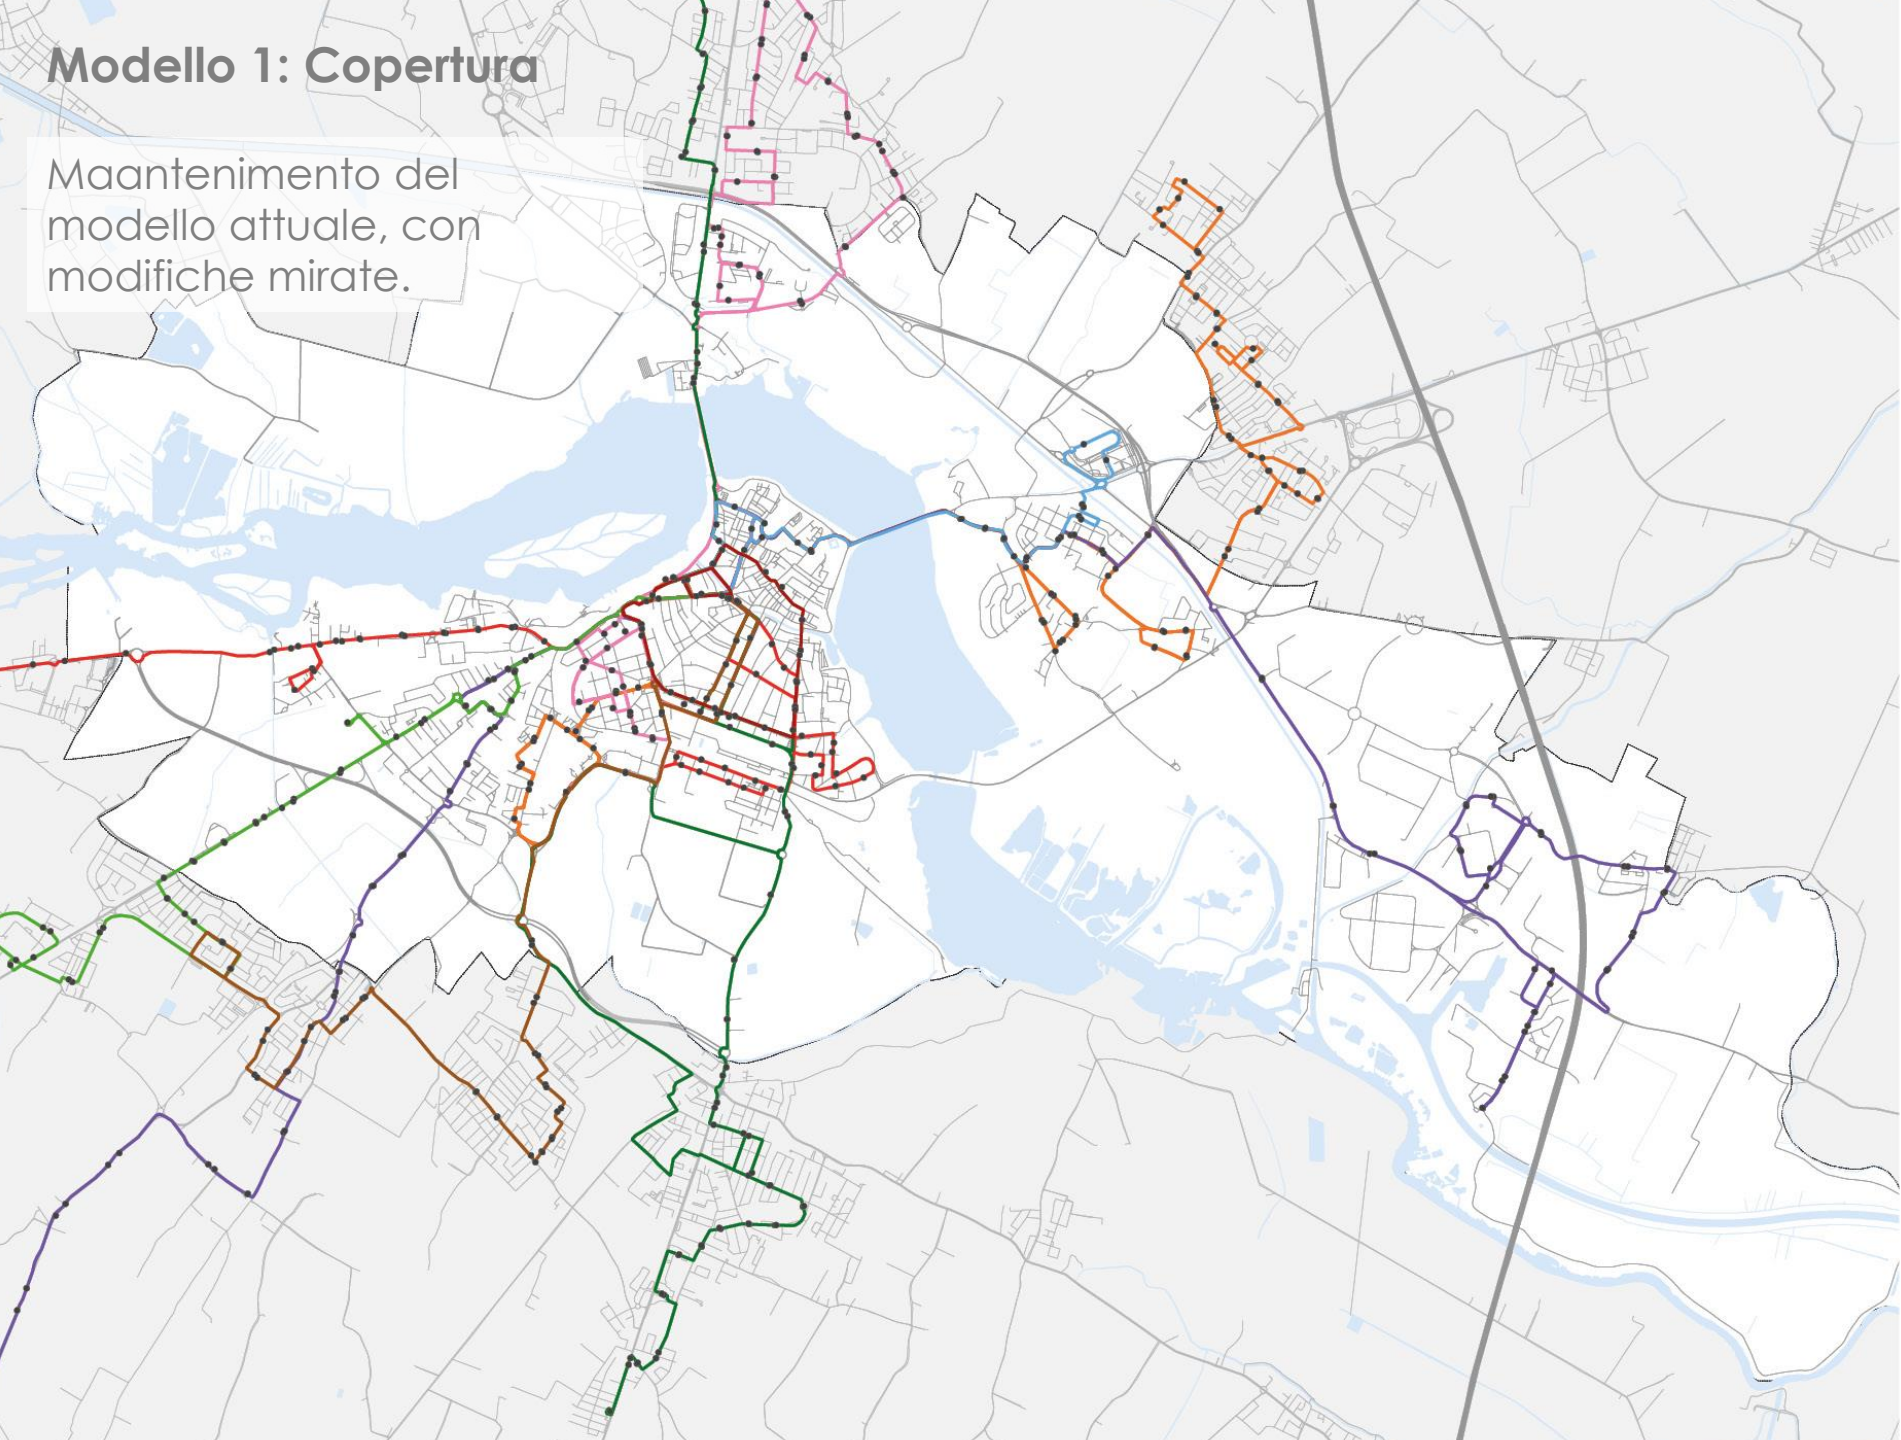 Modello 1: Copertura
Maantenimento del
modello attuale, con
modifiche mirate.